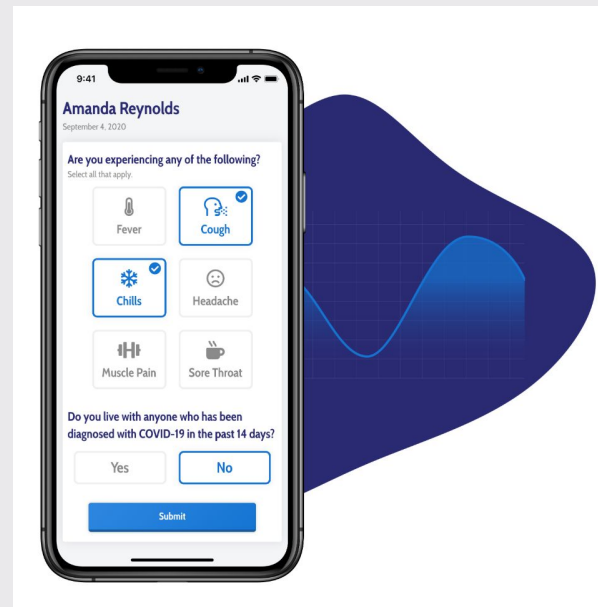 9:41
Amanda Reynolds
September 4, 2020
Are you experiencing any of the following?
Select all that apply.
Fever
Cough
Chills
Headache
Muscle Pain
Sore Throat
Do you live with anyone who has been
diagnosed with COVID-19 in the past 14 days?
Yes
No
Submit